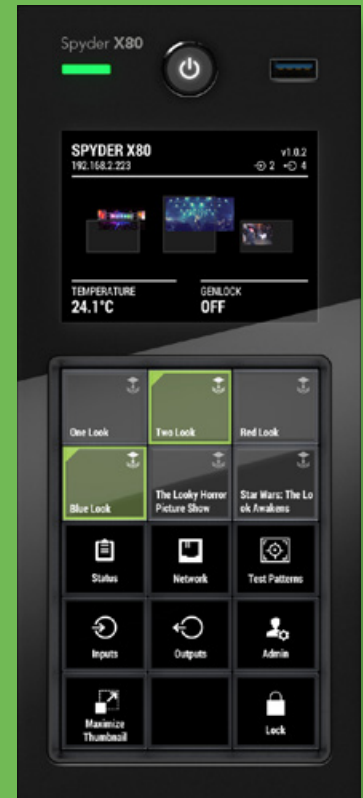 Spyder X80
SPYDER X80
v1.0.2
192.168.2.223
2
4
TEMPERATURE
GENLOCK
24.1°C
OFF
One Look
Two Look
Red Look
Blue Look
The Looky Horror
Picture Show
Star Wars: The Lo
ok Awakens
Status
Network
Test Patterns
Inputs
Outputs
Admin
Maximize
Thumbnail
Lock